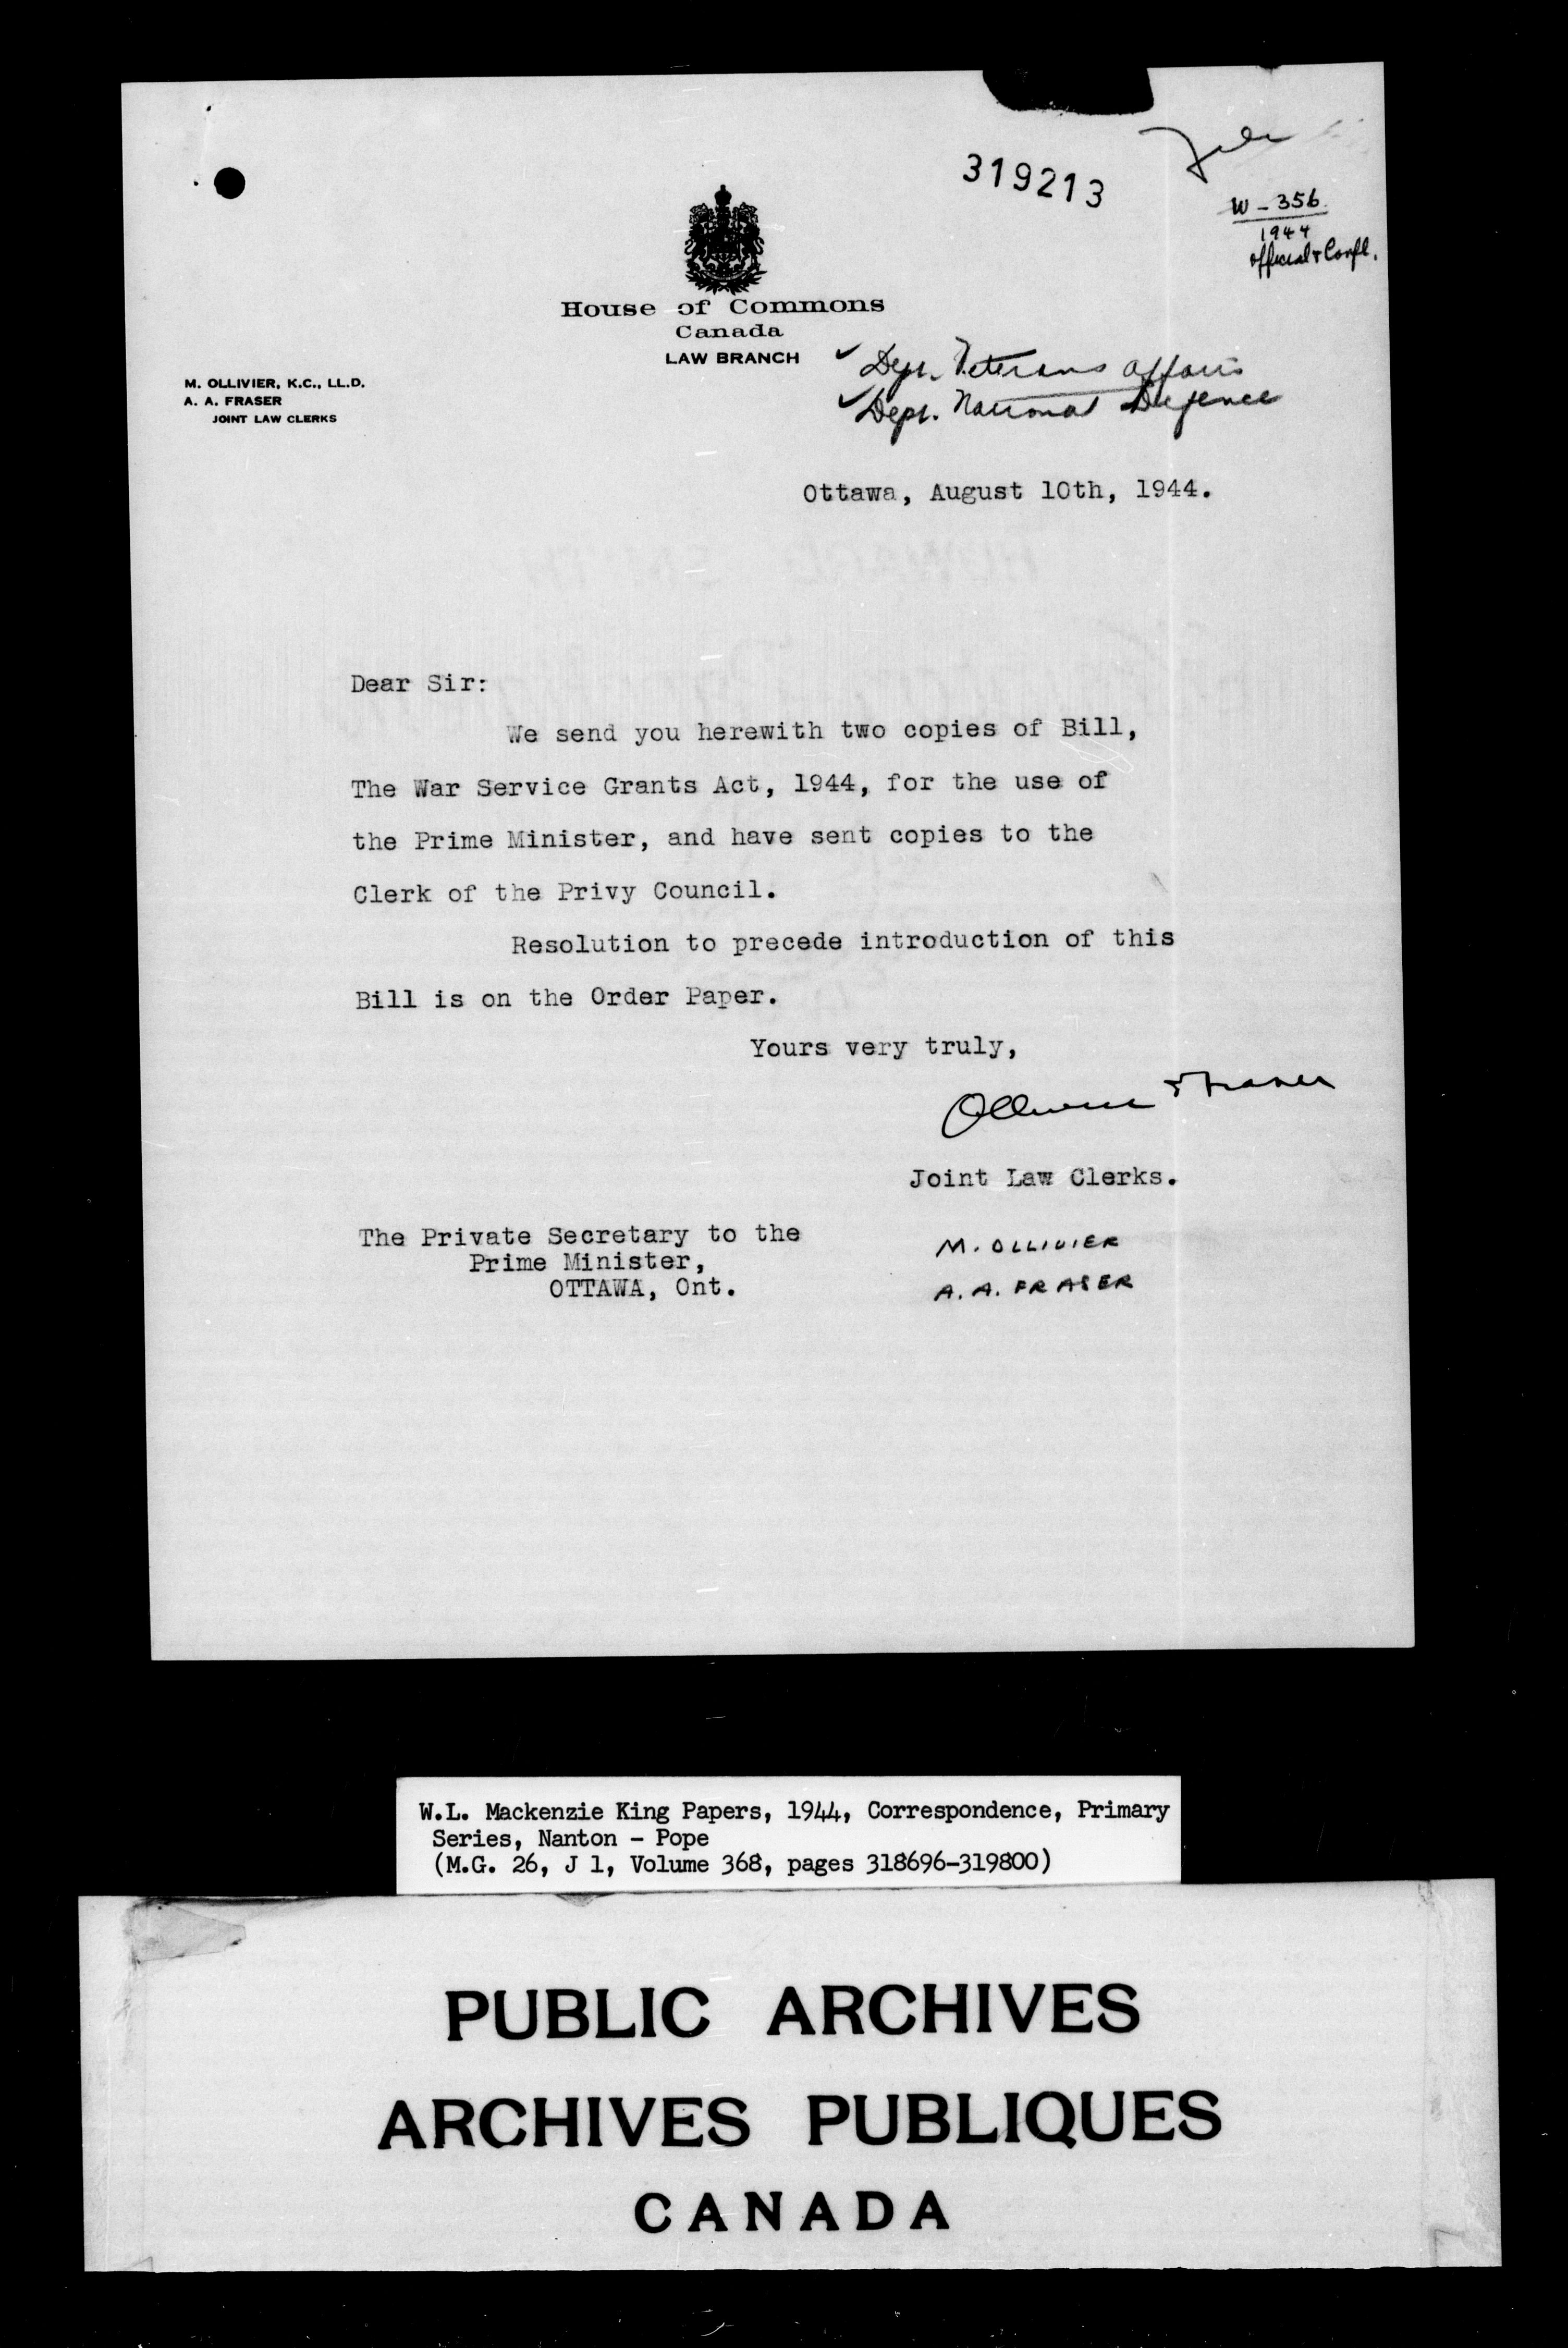 319213
File
W-356
1944
Official & Confl.
House of Commons
Canada
LAW BRANCH
✓ Dept. Veterans Affairs
✓ Dept. National Defence
M. OLLIVIER, K.C., LL.D.
A. A. FRASER
JOINT LAW CLERKS
Ottawa, August 10th, 1944.
Dear Sir:
We send you herewith two copies of Bill,
The War Service Grants Act, 1944, for the use of
the Prime Minister, and have sent copies to the
Clerk of the Privy Council.
Resolution to precede introduction of this
Bill is on the Order Paper.
Yours very truly,
Ollivier & Fraser
Joint Law Clerks.
The Private Secretary to the
Prime Minister,
OTTAWA, Ont.
M. OLLIVIER
A. A. FRASER
W.L. Mackenzie King Papers, 1944, Correspondence, Primary
Series, Nanton - Pope
(M.G. 26, J 1, Volume 368, pages 318696-319800)
PUBLIC ARCHIVES
ARCHIVES PUBLIQUES
CANADA